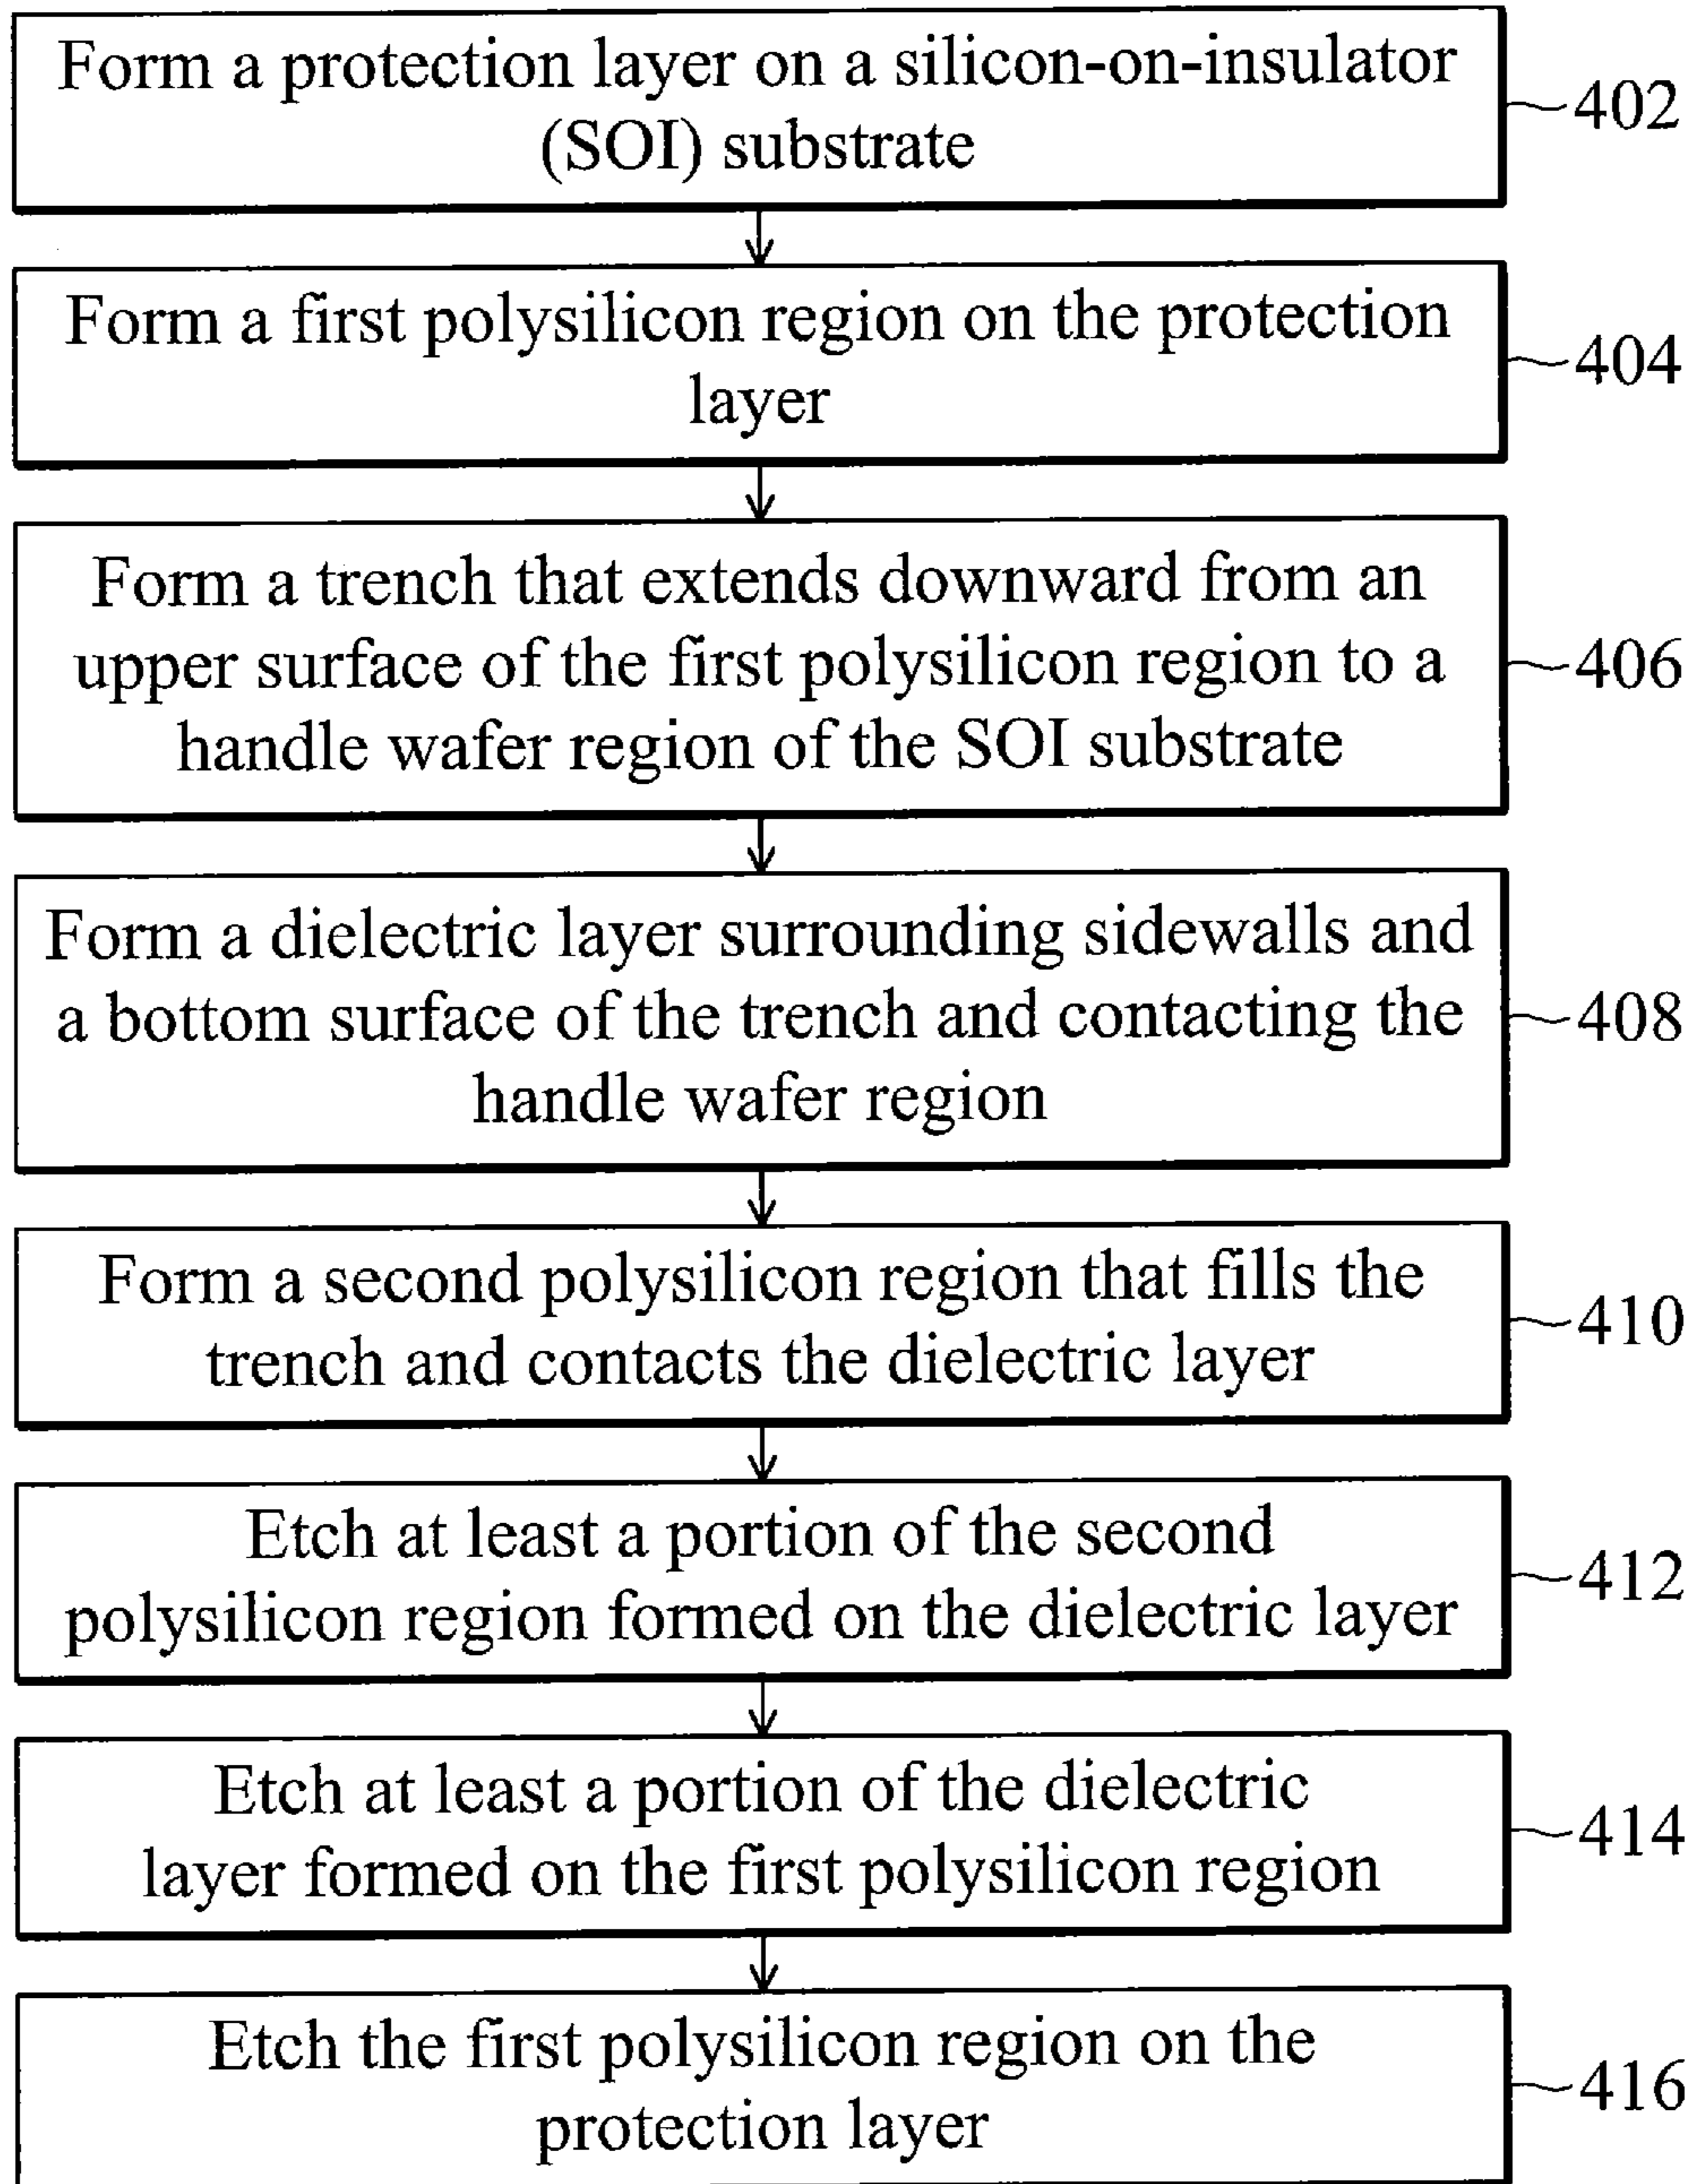 Form a protection layer on a silicon-on-insulator
(SOI) substrate
402
Form a first polysilicon region on the protection
layer
404
Form a trench that extends downward from an
upper surface of the first polysilicon region to a
handle wafer region of the SOI substrate
406
Form a dielectric layer surrounding sidewalls and
a bottom surface of the trench and contacting the
handle wafer region
408
Form a second polysilicon region that fills the
trench and contacts the dielectric layer
410
Etch at least a portion of the second
polysilicon region formed on the dielectric layer
412
Etch at least a portion of the dielectric
layer formed on the first polysilicon region
414
Etch the first polysilicon region on the
protection layer
416